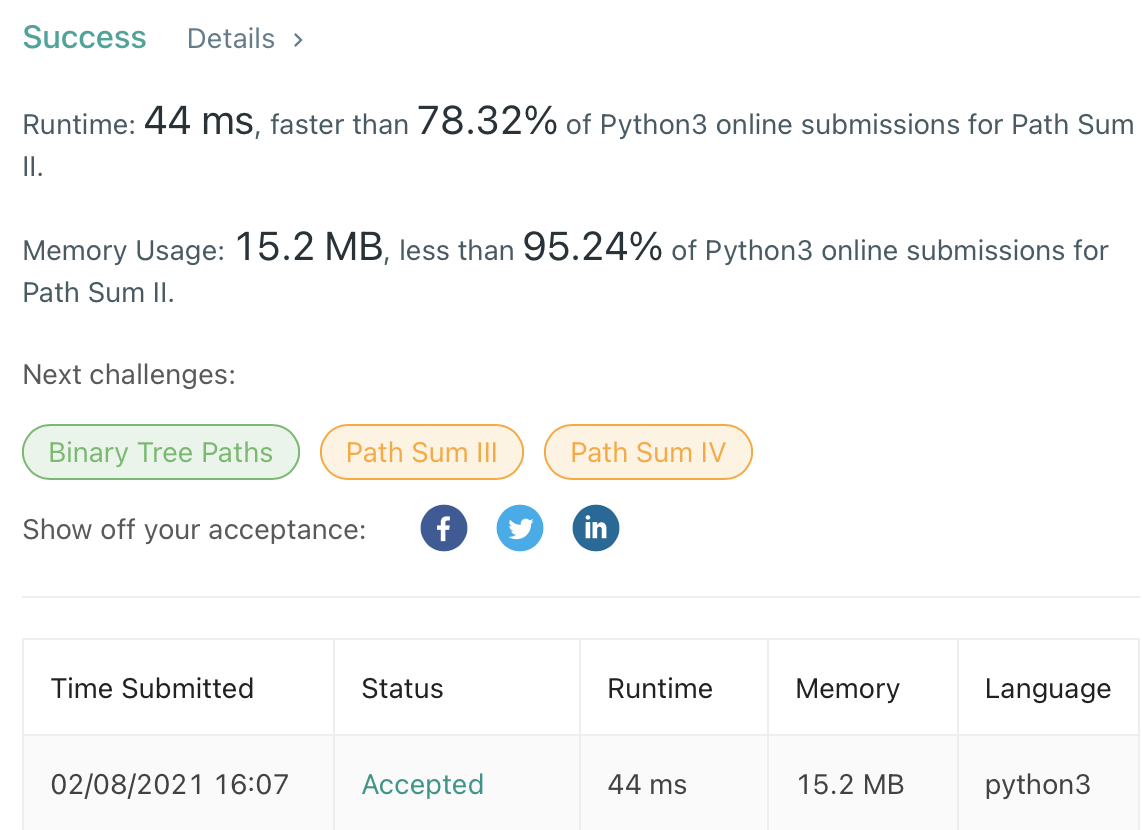 Success Details >
Runtime: 44 ms, faster than 78.32% of Python3 online submissions for Path Sum
II.
Memory Usage: 15.2 MB, less than 95.24% of Python3 online submissions for
Path Sum II.
Next challenges:
Binary Tree Paths Path Sum III Path Sum IV
Show off your acceptance: f in
Time Submitted Status Runtime Memory Language
02/08/2021 16:07 Accepted 44 ms 15.2 MB python3